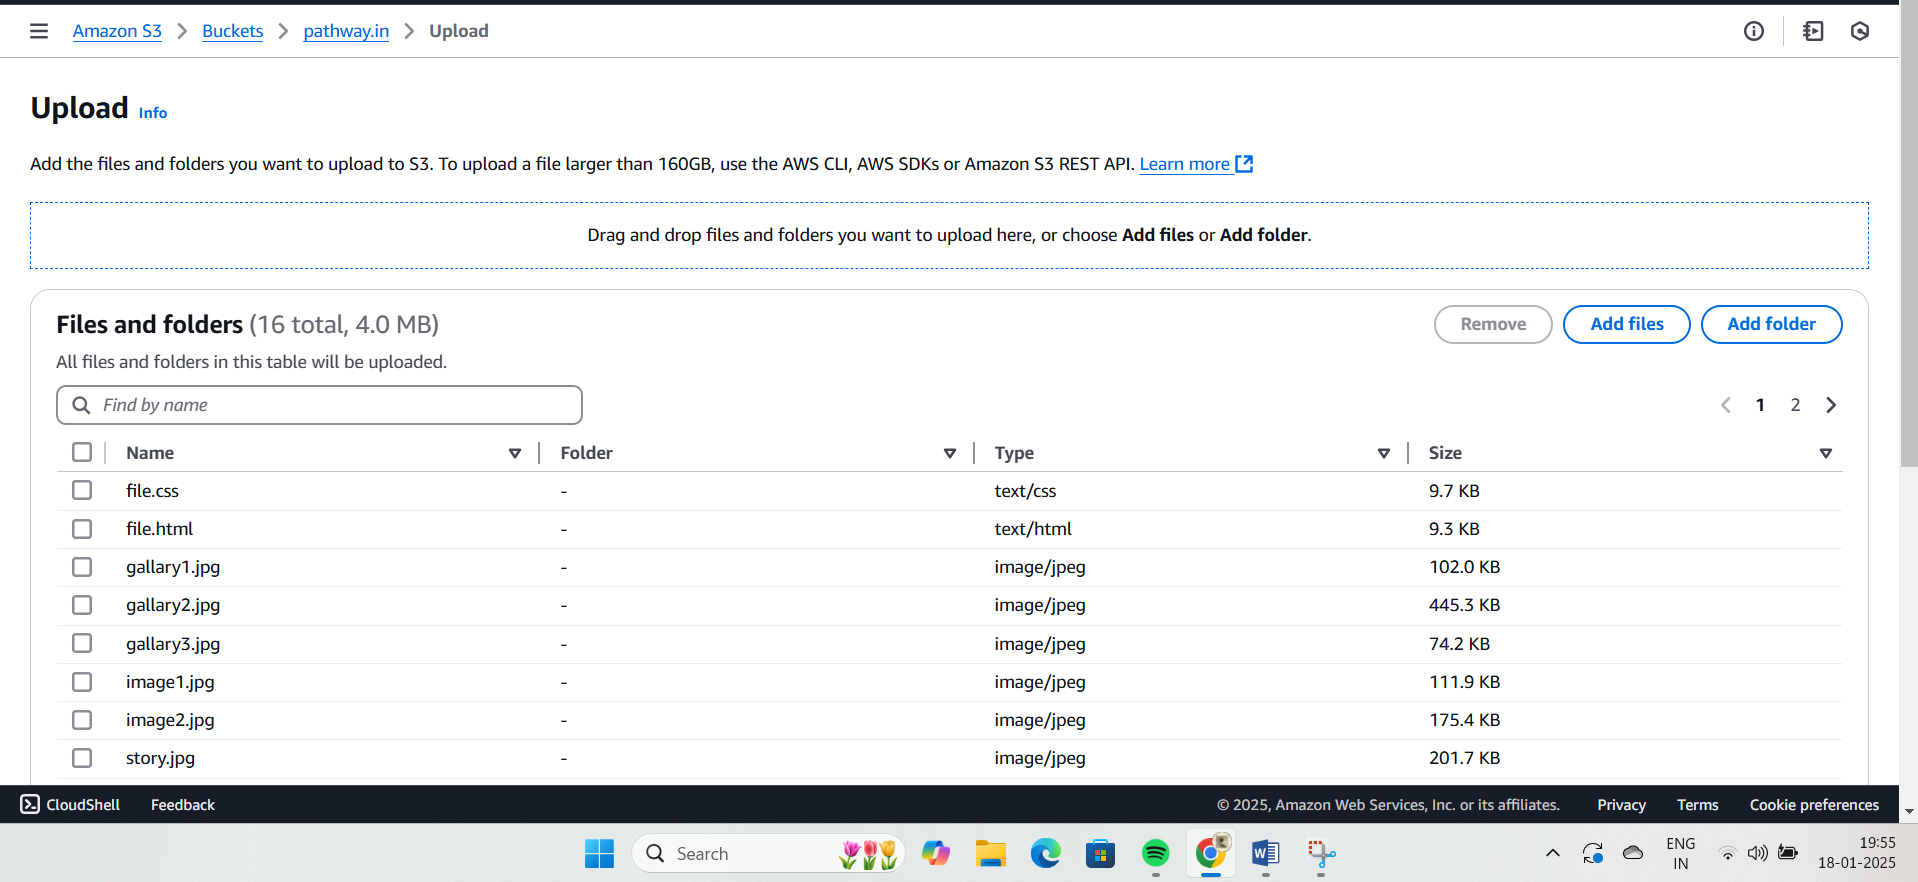 Amazon S3 > Buckets > pathway.in > Upload
Upload Info
Add the files and folders you want to upload to S3. To upload a file larger than 160GB, use the AWS CLI, AWS SDKs or Amazon S3 REST API. Learn more
Drag and drop files and folders you want to upload here, or choose Add files or Add folder.
Files and folders (16 total, 4.0 MB) Remove Add files Add folder
All files and folders in this table will be uploaded.
Find by name < 1 2 >
Name Folder Type Size
file.css - text/css 9.7 KB
file.html - text/html 9.3 KB
gallary1.jpg - image/jpeg 102.0 KB
gallary2.jpg - image/jpeg 445.3 KB
gallary3.jpg - image/jpeg 74.2 KB
image1.jpg - image/jpeg 111.9 KB
image2.jpg - image/jpeg 175.4 KB
story.jpg - image/jpeg 201.7 KB
CloudShell Feedback © 2025, Amazon Web Services, Inc. or its affiliates. Privacy Terms Cookie preferences
Search ENG 19:55
IN 18-01-2025